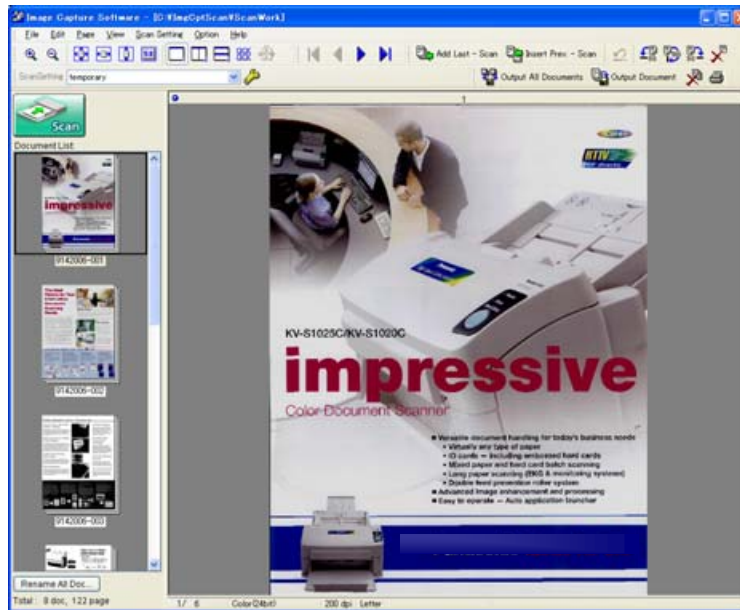 Image Capture Software - [C:¥ImgCptScan¥ScanWork]
File Edit Page View Scan Setting Option Help
Add Last - Scan Insert Prev. - Scan
ScanSetting temporary Output All Documents Output Document
Scan
1
Document List:
impressive
9142006-001
9142006-002
9142006-003
Rename All Doc...
Total : 8 doc, 122 page
RTIV
KV-S1025C/KV-S1020C
impressive
Color Document Scanner
■ Versatile document handling for today's business needs
• Virtually any type of paper
• ID cards — including embossed hard cards
• Mixed paper and hard card batch scanning
• Long paper scanning (EKG & monitoring systems)
• Double feed prevention roller system
■ Advanced image enhancement and processing
■ Easy to operate — Auto application launcher
1/ 6 Color(24bit) 200 dpi Letter